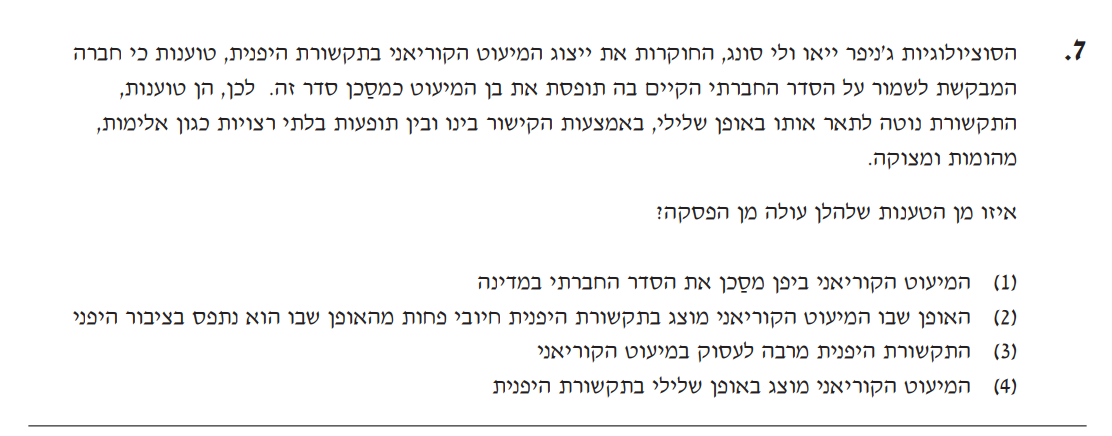 7. הסוציולוגיות ג'ניפר ייאו ולי סונג, החוקרות את ייצוג המיעוט הקוריאני בתקשורת היפנית, טוענות כי חברה
המבקשת לשמור על הסדר החברתי הקיים בה תופסת את בן המיעוט כמסַכן סדר זה. לכן, הן טוענות,
התקשורת נוטה לתאר אותו באופן שלילי, באמצעות הקישור בינו ובין תופעות בלתי רצויות כגון אלימות,
מהומות ומצוקה.
איזו מן הטענות שלהלן עולה מן הפסקה?
(1) המיעוט הקוריאני ביפן מסַכן את הסדר החברתי במדינה
(2) האופן שבו המיעוט הקוריאני מוצג בתקשורת היפנית חיובי פחות מהאופן שבו הוא נתפס בציבור היפני
(3) התקשורת היפנית מרבה לעסוק במיעוט הקוריאני
(4) המיעוט הקוריאני מוצג באופן שלילי בתקשורת היפנית